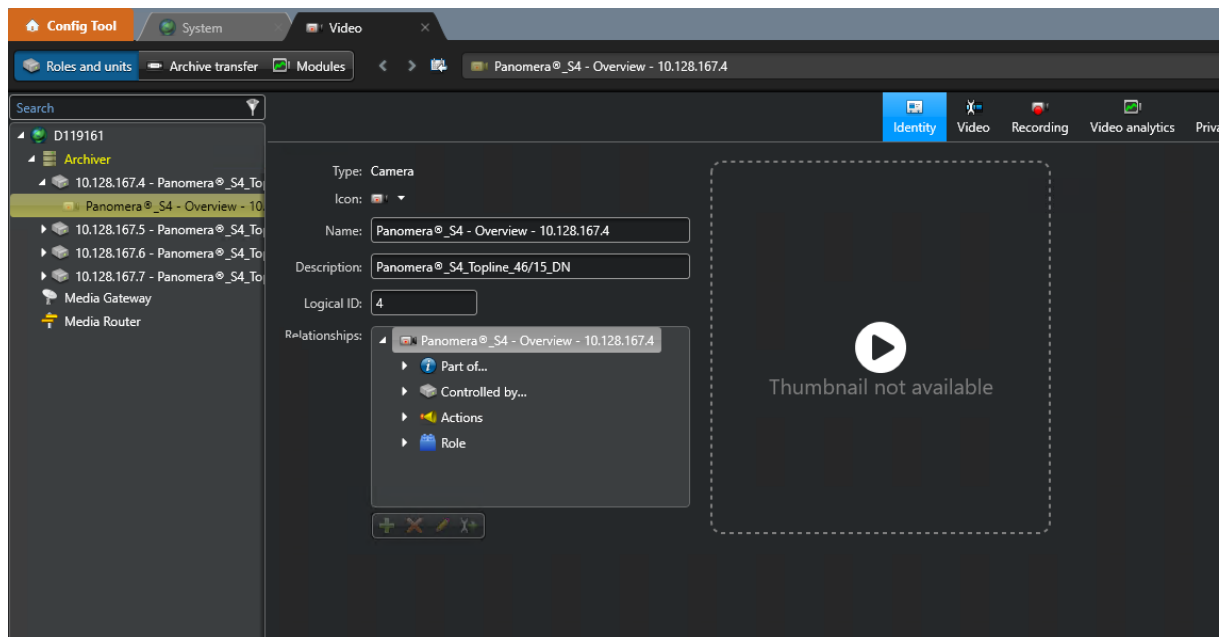 Config Tool System Video
Roles and units Archive transfer Modules Panomera®_S4 - Overview - 10.128.167.4
Search
Identity Video Recording Video analytics Priva
D119161
Archiver
10.128.167.4 - Panomera®_S4_To
Panomera®_S4 - Overview - 10.
10.128.167.5 - Panomera®_S4_To
10.128.167.6 - Panomera®_S4_To
10.128.167.7 - Panomera®_S4_To
Media Gateway
Media Router
Type: Camera
Icon:
Name: Panomera®_S4 - Overview - 10.128.167.4
Description: Panomera®_S4_Topline_46/15_DN
Logical ID: 4
Relationships:
Panomera®_S4 - Overview - 10.128.167.4
Part of...
Controlled by...
Actions
Role
Thumbnail not available